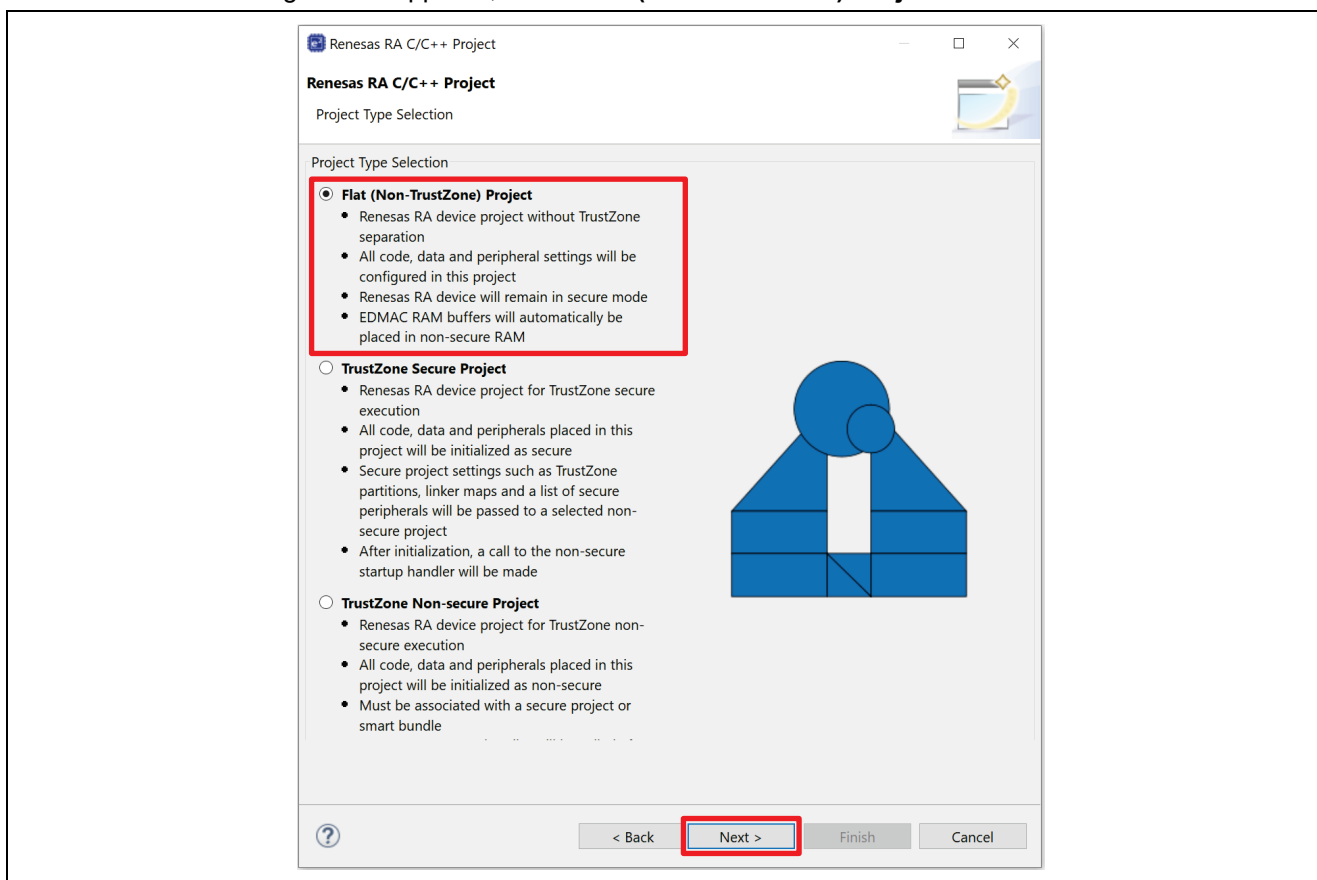 Renesas RA C/C++ Project
Renesas RA C/C++ Project
Project Type Selection
Project Type Selection
Flat (Non-TrustZone) Project
• Renesas RA device project without TrustZone
separation
• All code, data and peripheral settings will be
configured in this project
• Renesas RA device will remain in secure mode
• EDMAC RAM buffers will automatically be
placed in non-secure RAM
TrustZone Secure Project
• Renesas RA device project for TrustZone secure
execution
• All code, data and peripherals placed in this
project will be initialized as secure
• Secure project settings such as TrustZone
partitions, linker maps and a list of secure
peripherals will be passed to a selected non-
secure project
• After initialization, a call to the non-secure
startup handler will be made
TrustZone Non-secure Project
• Renesas RA device project for TrustZone non-
secure execution
• All code, data and peripherals placed in this
project will be initialized as non-secure
• Must be associated with a secure project or
smart bundle
? < Back Next > Finish Cancel